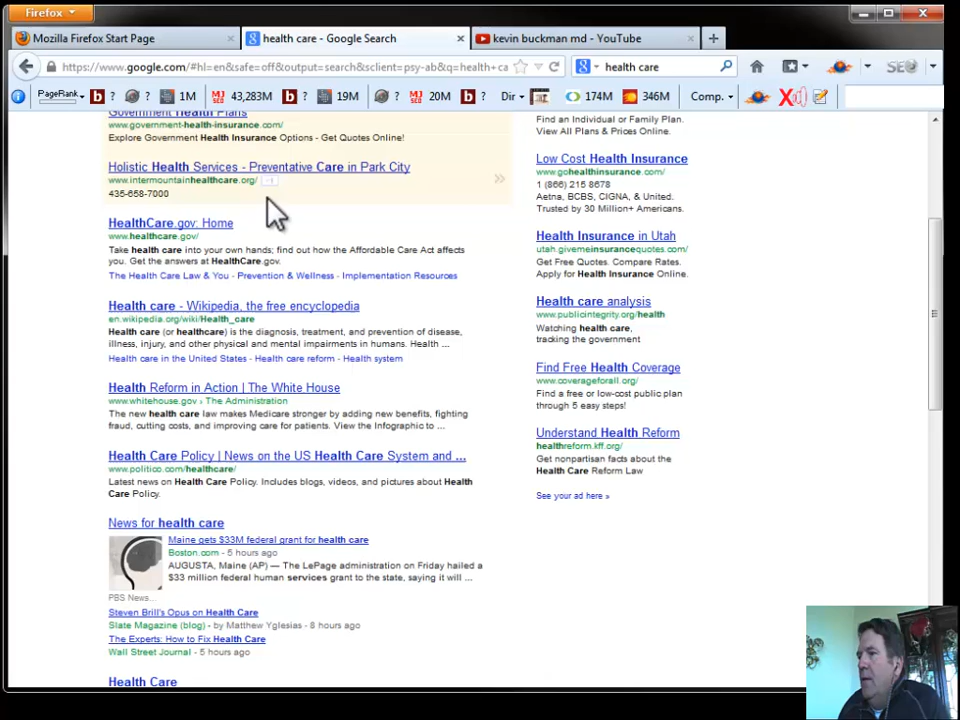 Firefox
Mozilla Firefox Start Page
health care - Google Search
kevin buckman md - YouTube
https://www.google.com/#hl=en&safe=off&output=search&sclient=psy-ab&q=health+ca
health care
SE
PageRank
b ?
?
1M
MJ SEO 43,283M
b ?
19M
?
MJ SEO 20M
b ?
Dir
174M
346M
Comp.
Government Health Plans
www.government-health-insurance.com/
Explore Government Health Insurance Options - Get Quotes Online!
Holistic Health Services - Preventative Care in Park City
www.intermountainhealthcare.org/
435-658-7000
HealthCare.gov: Home
www.healthcare.gov/
Take health care into your own hands; find out how the Affordable Care Act affects
you. Get the answers at HealthCare.gov.
The Health Care Law & You - Prevention & Wellness - Implementation Resources
Health care - Wikipedia, the free encyclopedia
en.wikipedia.org/wiki/Health_care
Health care (or healthcare) is the diagnosis, treatment, and prevention of disease,
illness, injury, and other physical and mental impairments in humans. Health ...
Health care in the United States - Health care reform - Health system
Health Reform in Action | The White House
www.whitehouse.gov › The Administration
The new health care law makes Medicare stronger by adding new benefits, fighting
fraud, cutting costs, and improving care for patients. View the Infographic to ...
Health Care Policy | News on the US Health Care System and ...
www.politico.com/healthcare/
Latest news on Health Care Policy. Includes blogs, videos, and pictures about Health
Care Policy.
News for health care
Maine gets $33M federal grant for health care
Boston.com - 5 hours ago
AUGUSTA, Maine (AP) — The LePage administration on Friday hailed a
$33 million federal human services grant to the state, saying it will ...
PBS News...
Steven Brill's Opus on Health Care
Slate Magazine (blog) - by Matthew Yglesias - 8 hours ago
The Experts: How to Fix Health Care
Wall Street Journal - 5 hours ago
Health Care
Find an Individual or Family Plan.
View All Plans & Prices Online.
Low Cost Health Insurance
www.gohealthinsurance.com/
1 (866) 215 8678
Aetna, BCBS, CIGNA, & United.
Trusted by 30 Million+ Americans.
Health Insurance in Utah
utah.givemeinsurancequotes.com/
Get Free Quotes. Compare Rates.
Apply for Health Insurance Online.
Health care analysis
www.publicintegrity.org/health
Watching health care,
tracking the government
Find Free Health Coverage
www.coverageforall.org/
Find a free or low-cost public plan
through 5 easy steps!
Understand Health Reform
healthreform.kff.org/
Get nonpartisan facts about the
Health Care Reform Law
See your ad here »